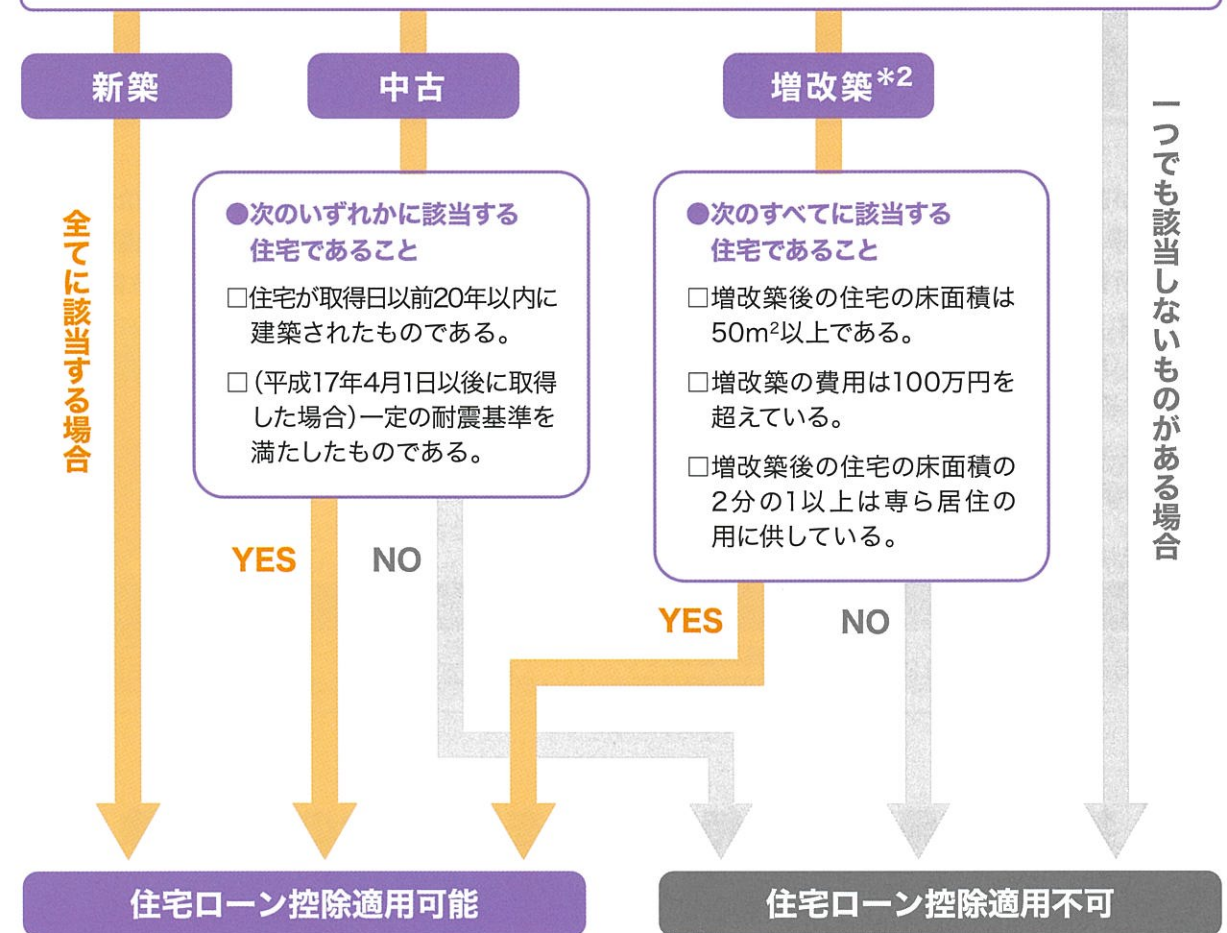 新築
中古
増改築*2
全てに該当する場合
●次のいずれかに該当する
住宅であること
□住宅が取得日以前20年以内に
建築されたものである。
□(平成17年4月1日以後に取得
した場合)一定の耐震基準を
満たしたものである。
YES
NO
●次のすべてに該当する
住宅であること
□増改築後の住宅の床面積は
50m²以上である。
□増改築の費用は100万円を
超えている。
□増改築後の住宅の床面積の
2分の1以上は専ら居住の
用に供している。
YES
NO
一つでも該当しないものがある場合
住宅ローン控除適用可能
住宅ローン控除適用不可